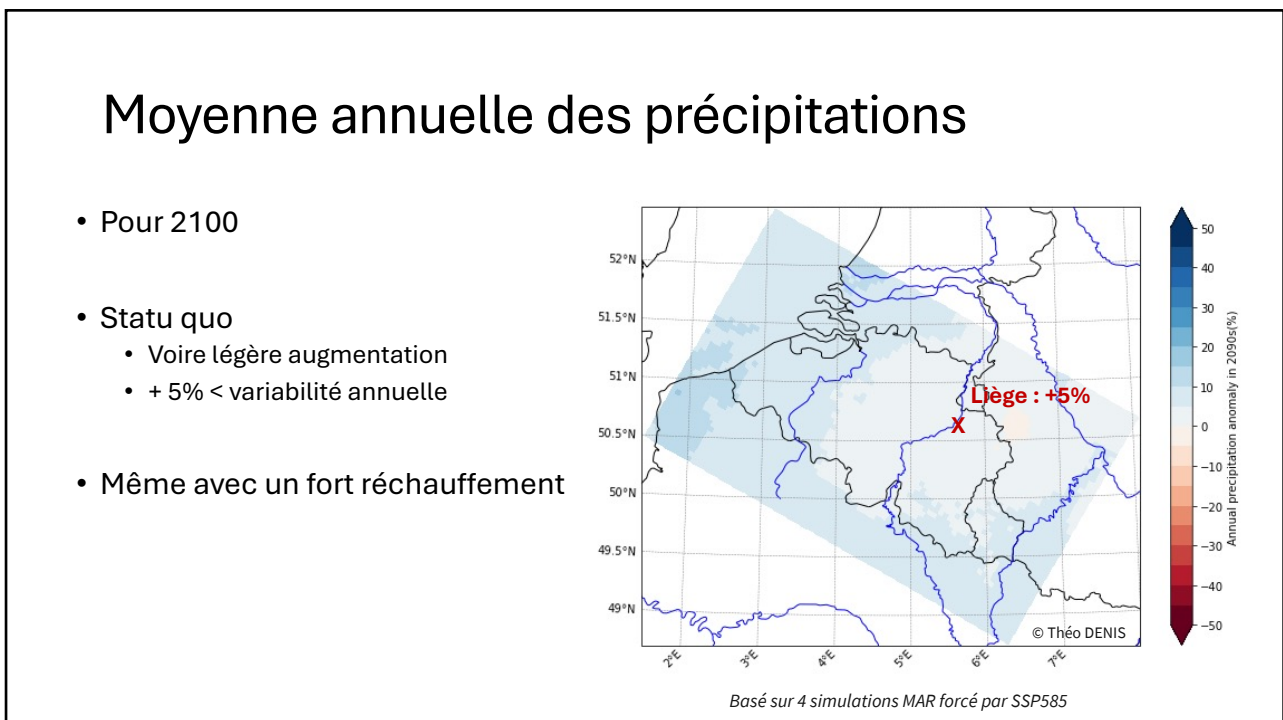 Moyenne annuelle des précipitations
• Pour 2100
• Statu quo
• Voire légère augmentation
• + 5% < variabilité annuelle
• Même avec un fort réchauffement
52°N
51.5°N
51°N
50.5°N
50°N
49.5°N
49°N
2°E
3°E
4°E
5°E
6°E
7°E
Liège : +5%
X
© Théo DENIS
50
40
30
20
10
0
−10
−20
−30
−40
−50
Annual precipitation anomaly in 2090s(%)
Basé sur 4 simulations MAR forcé par SSP585